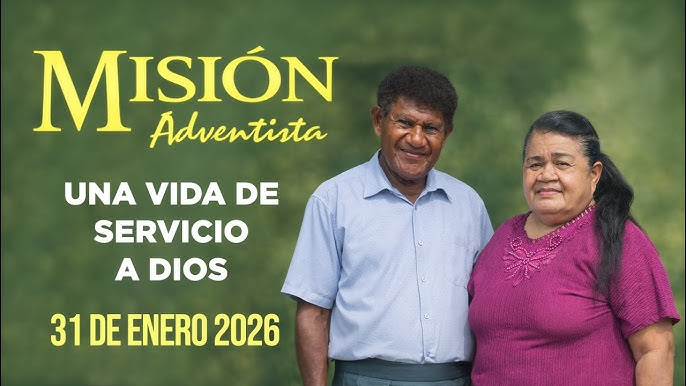 MISIÓN
Adventista
UNA VIDA DE
SERVICIO
A DIOS
31 DE ENERO 2026